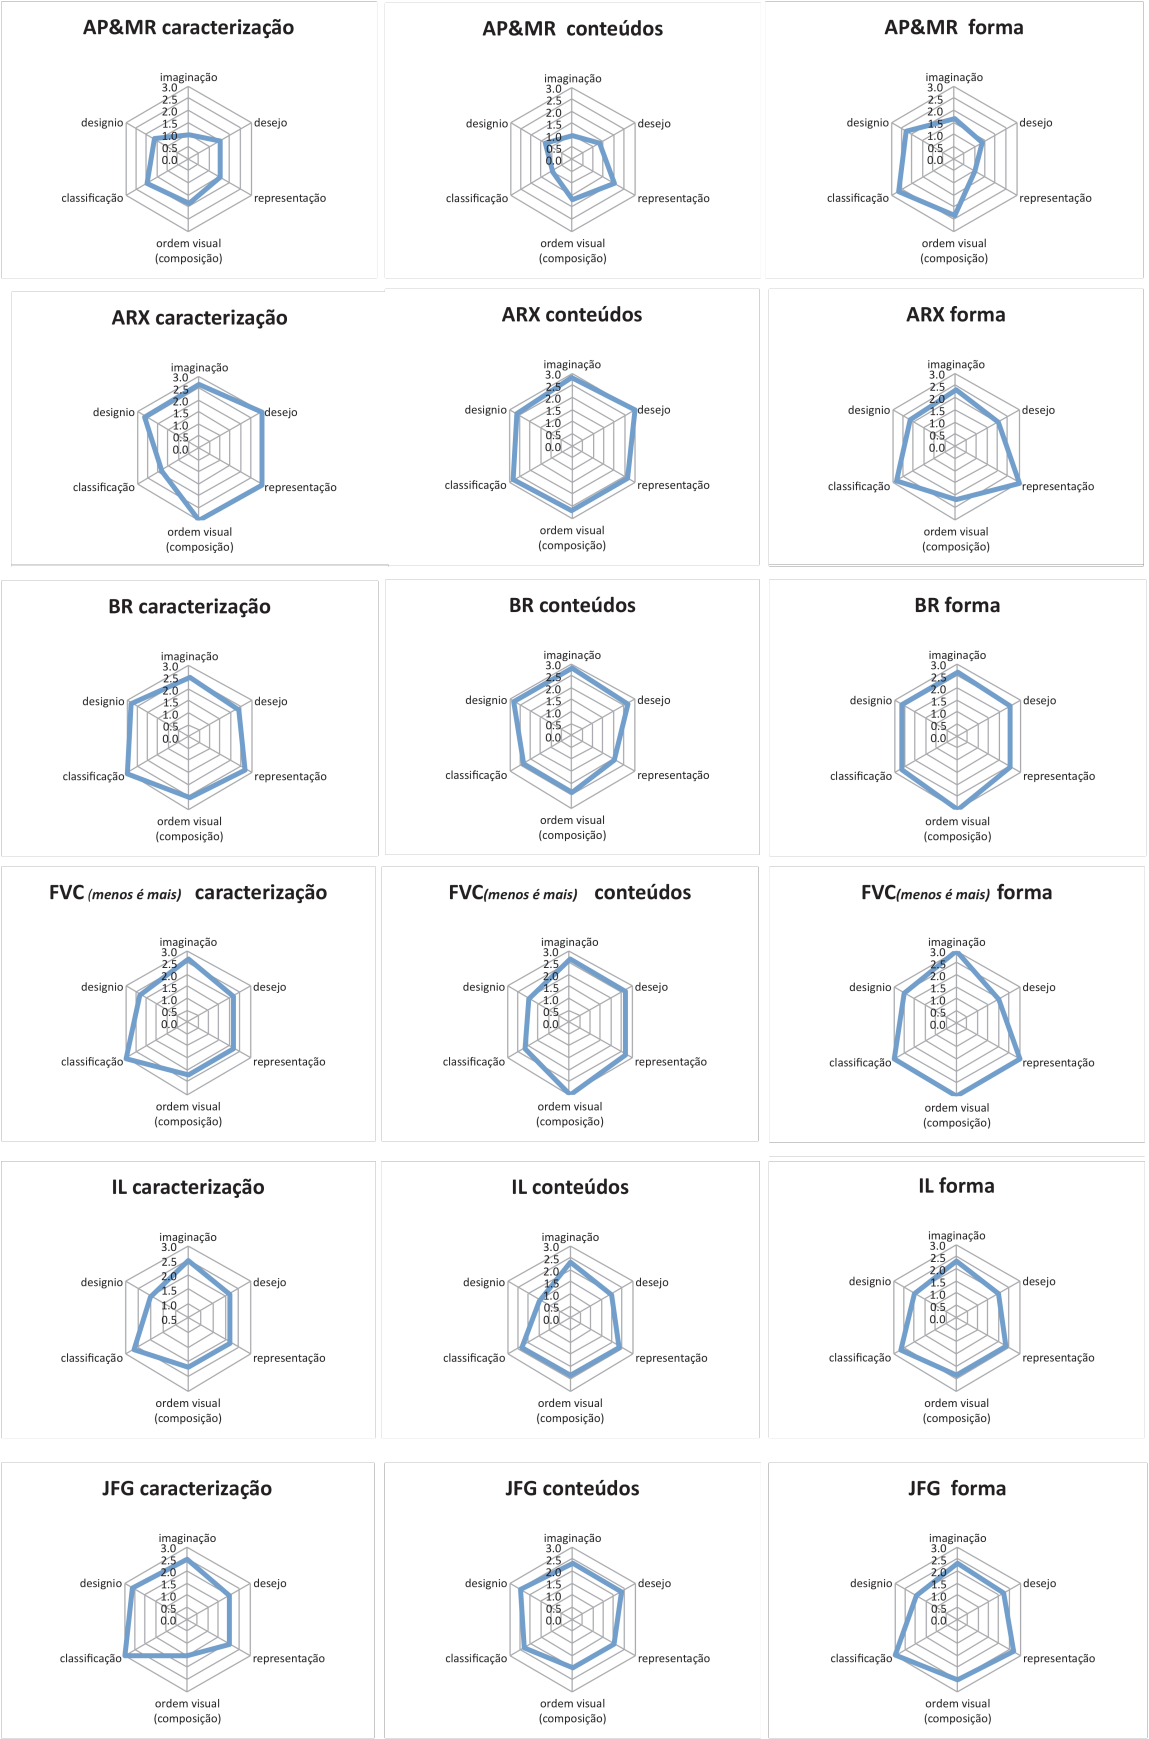 AP&MR caracterização
imaginação
3.0
2.5
2.0
1.5
1.0
0.5
0.0
designio
desejo
classificação
representação
ordem visual
(composição)
AP&MR conteúdos
imaginação
3.0
2.5
2.0
1.5
1.0
0.5
0.0
designio
desejo
classificação
representação
ordem visual
(composição)
AP&MR forma
imaginação
3.0
2.5
2.0
1.5
1.0
0.5
0.0
designio
desejo
classificação
representação
ordem visual
(composição)
ARX caracterização
imaginação
3.0
2.5
2.0
1.5
1.0
0.5
0.0
designio
desejo
classificação
representação
ordem visual
(composição)
ARX conteúdos
imaginação
3.0
2.5
2.0
1.5
1.0
0.5
0.0
designio
desejo
classificação
representação
ordem visual
(composição)
ARX forma
imaginação
3.0
2.5
2.0
1.5
1.0
0.5
0.0
designio
desejo
classificação
representação
ordem visual
(composição)
BR caracterização
imaginação
3.0
2.5
2.0
1.5
1.0
0.5
0.0
designio
desejo
classificação
representação
ordem visual
(composição)
BR conteúdos
imaginação
3.0
2.5
2.0
1.5
1.0
0.5
0.0
designio
desejo
classificação
representação
ordem visual
(composição)
BR forma
imaginação
3.0
2.5
2.0
1.5
1.0
0.5
0.0
designio
desejo
classificação
representação
ordem visual
(composição)
FVC (menos é mais) caracterização
imaginação
3.0
2.5
2.0
1.5
1.0
0.5
0.0
designio
desejo
classificação
representação
ordem visual
(composição)
FVC(menos é mais) conteúdos
imaginação
3.0
2.5
2.0
1.5
1.0
0.5
0.0
designio
desejo
classificação
representação
ordem visual
(composição)
FVC(menos é mais) forma
imaginação
3.0
2.5
2.0
1.5
1.0
0.5
0.0
designio
desejo
classificação
representação
ordem visual
(composição)
IL caracterização
imaginação
3.0
2.5
2.0
1.5
1.0
0.5
designio
desejo
classificação
representação
ordem visual
(composição)
IL conteúdos
imaginação
3.0
2.5
2.0
1.5
1.0
0.5
0.0
designio
desejo
classificação
representação
ordem visual
(composição)
IL forma
imaginação
3.0
2.5
2.0
1.5
1.0
0.5
0.0
designio
desejo
classificação
representação
ordem visual
(composição)
JFG caracterização
imaginação
3.0
2.5
2.0
1.5
1.0
0.5
0.0
designio
desejo
classificação
representação
ordem visual
(composição)
JFG conteúdos
imaginação
3.0
2.5
2.0
1.5
1.0
0.5
0.0
designio
desejo
classificação
representação
ordem visual
(composição)
JFG forma
imaginação
3.0
2.5
2.0
1.5
1.0
0.5
0.0
designio
desejo
classificação
representação
ordem visual
(composição)